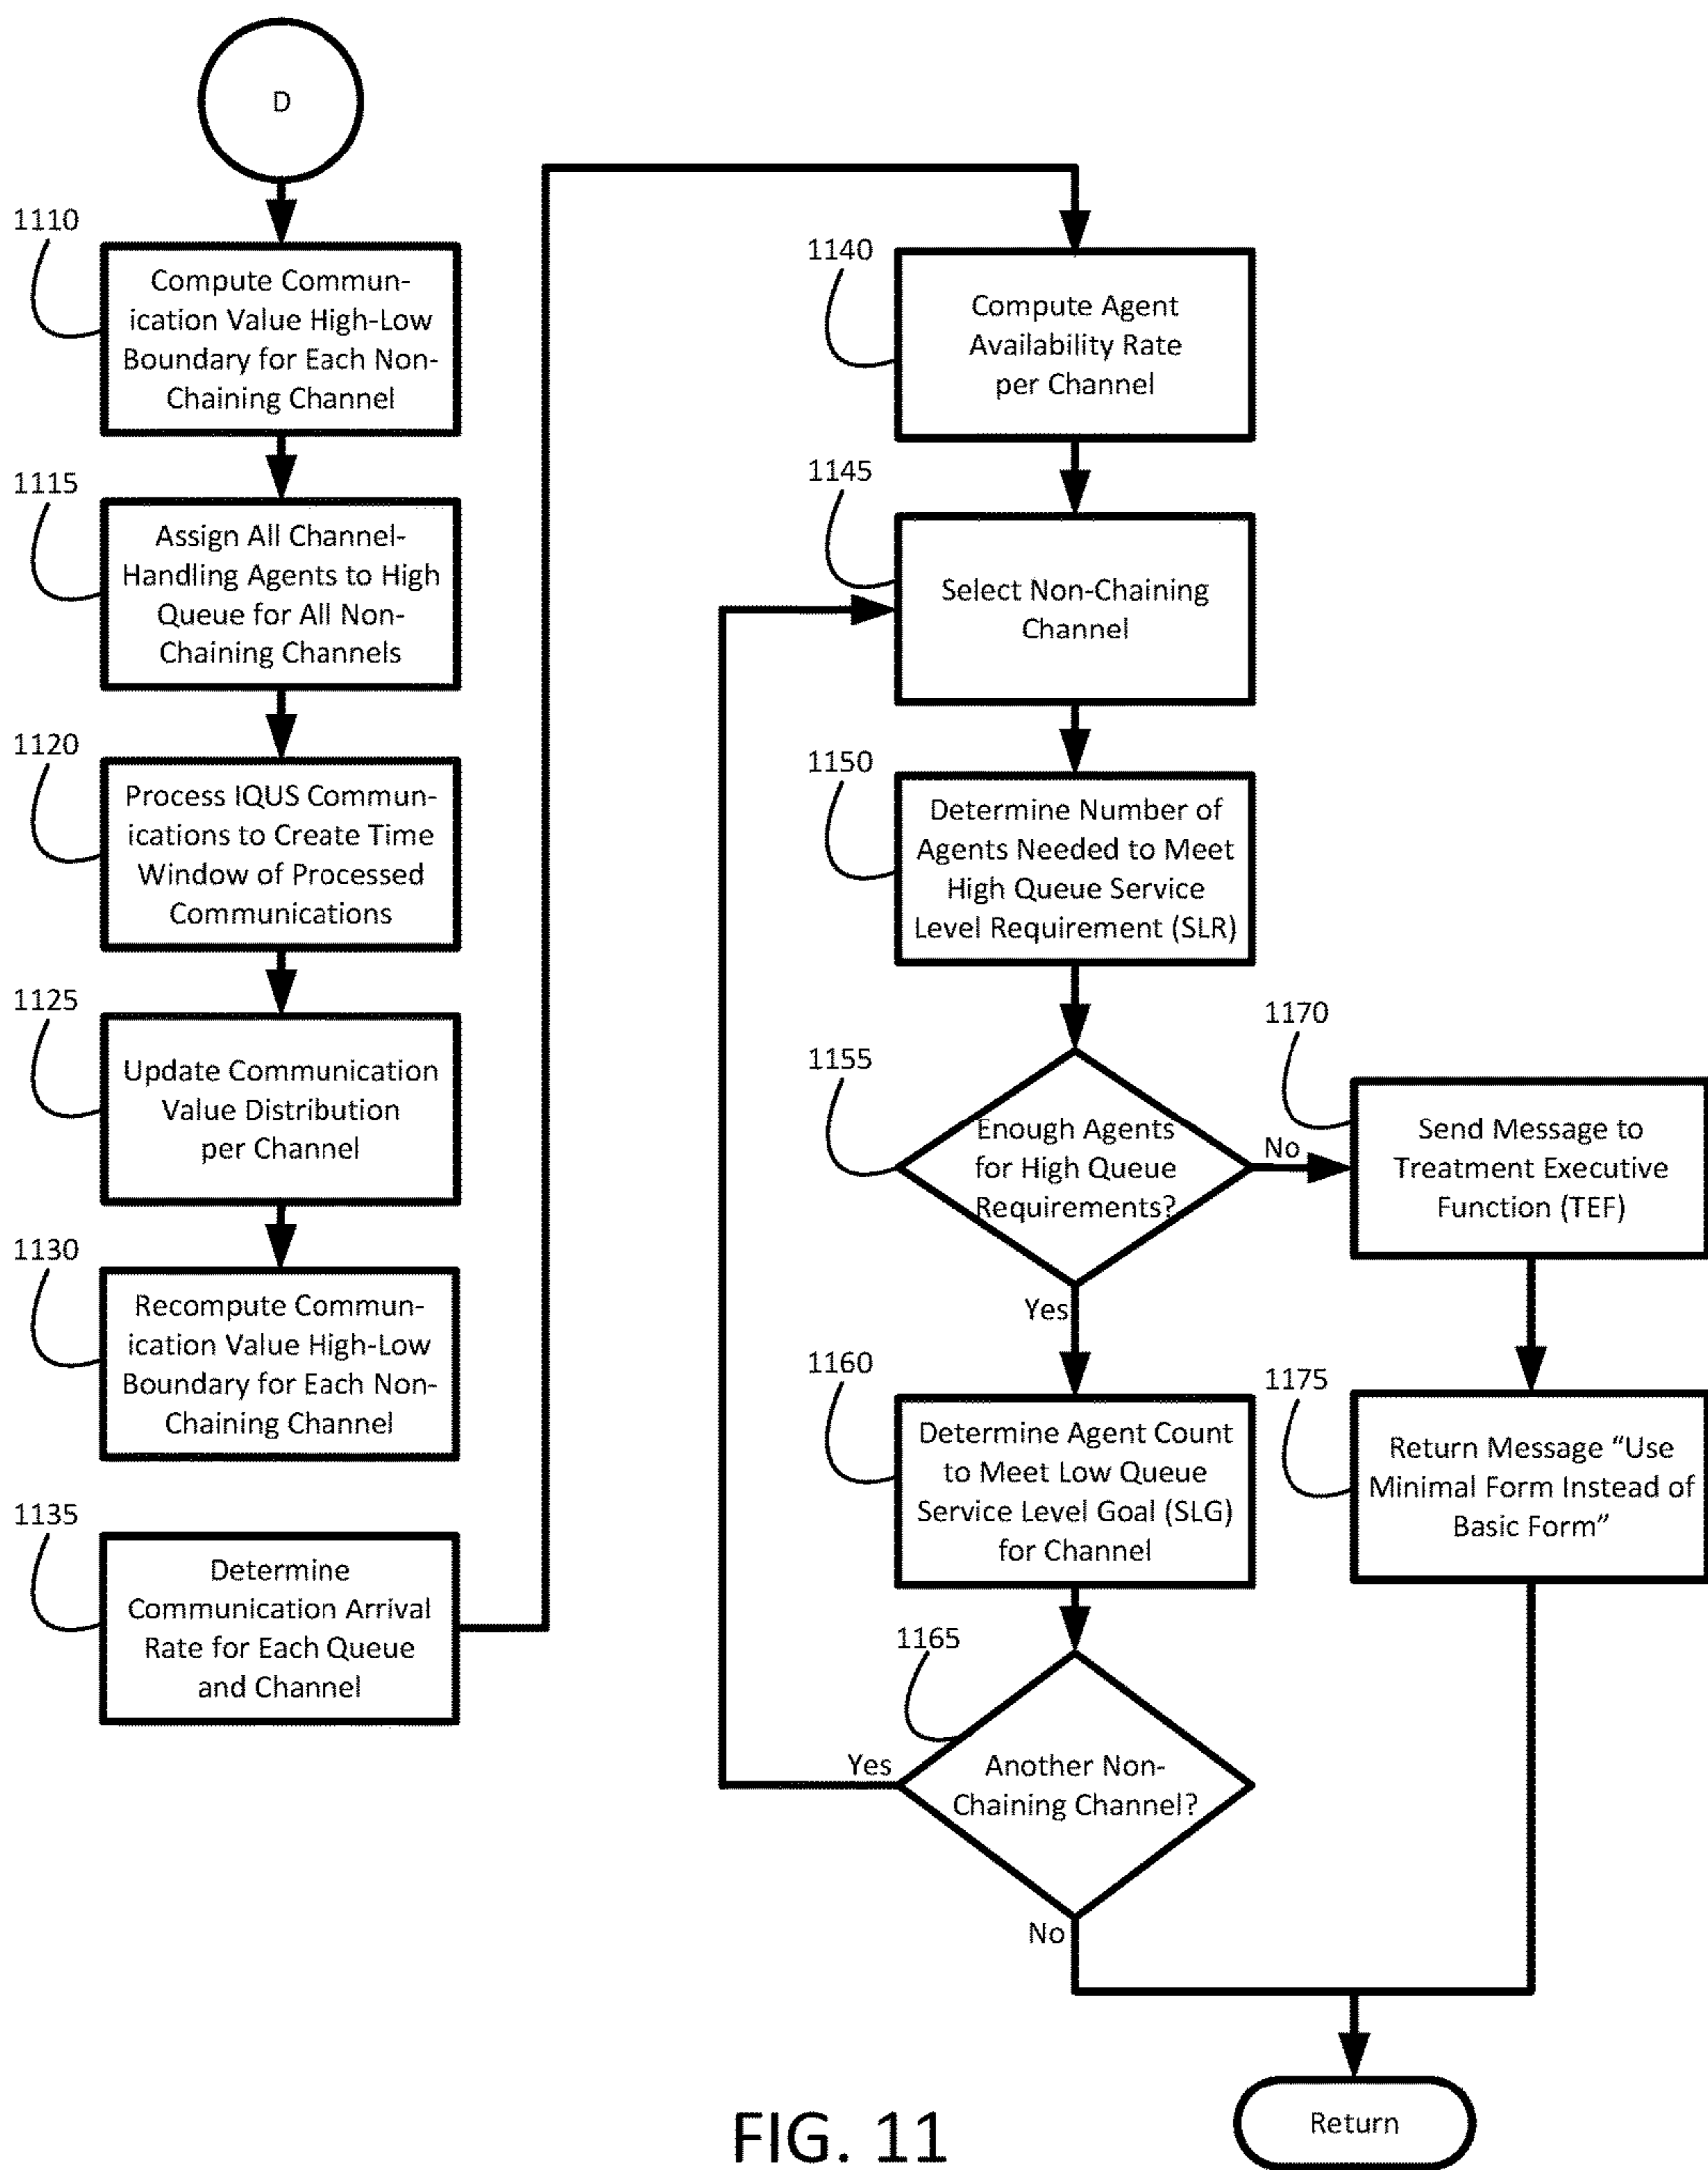 D
1110
Compute Commun-
ication Value High-Low
Boundary for Each Non-
Chaining Channel
1115
Assign All Channel-
Handling Agents to High
Queue for All Non-
Chaining Channels
1120
Process IQUS Commun-
ications to Create Time
Window of Processed
Communications
1125
Update Communication
Value Distribution
per Channel
1130
Recompute Commun-
ication Value High-Low
Boundary for Each Non-
Chaining Channel
1135
Determine
Communication Arrival
Rate for Each Queue
and Channel
1140
Compute Agent
Availability Rate
per Channel
1145
Select Non-Chaining
Channel
1150
Determine Number of
Agents Needed to Meet
High Queue Service
Level Requirement (SLR)
1155
Enough Agents
for High Queue
Requirements?
No
Yes
1160
Determine Agent Count
to Meet Low Queue
Service Level Goal (SLG)
for Channel
1165
Another Non-
Chaining Channel?
Yes
No
1170
Send Message to
Treatment Executive
Function (TEF)
1175
Return Message “Use
Minimal Form Instead of
Basic Form”
Return
FIG. 11